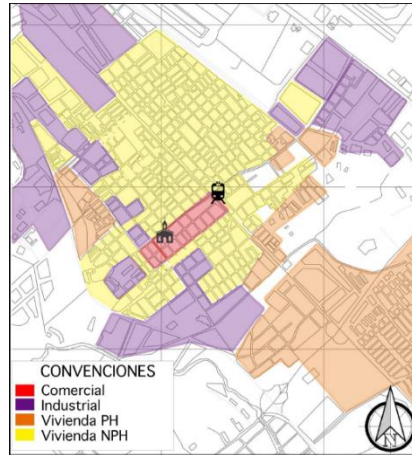 CONVENCIONES
Comercial
Industrial
Vivienda PH
Vivienda NPH